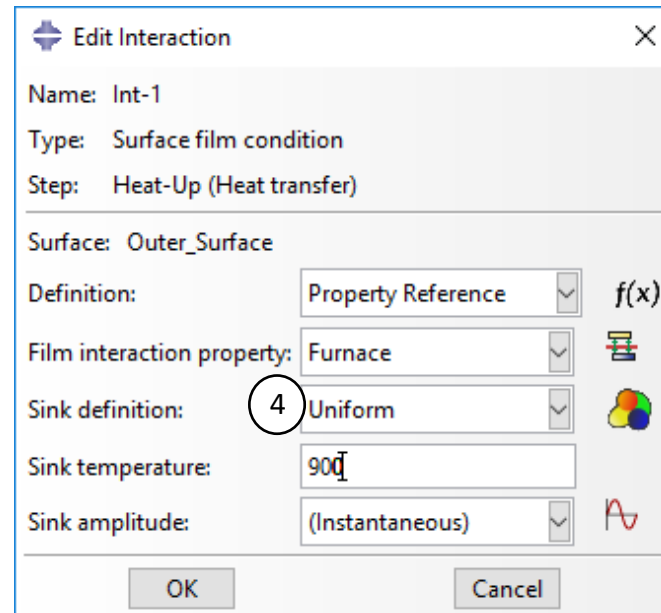 Edit Interaction
Name: Int-1
Type: Surface film condition
Step: Heat-Up (Heat transfer)
Surface: Outer_Surface
Definition: Property Reference f(x)
Film interaction property: Furnace
Sink definition: 4 Uniform
Sink temperature: 900
Sink amplitude: (Instantaneous)
OK Cancel